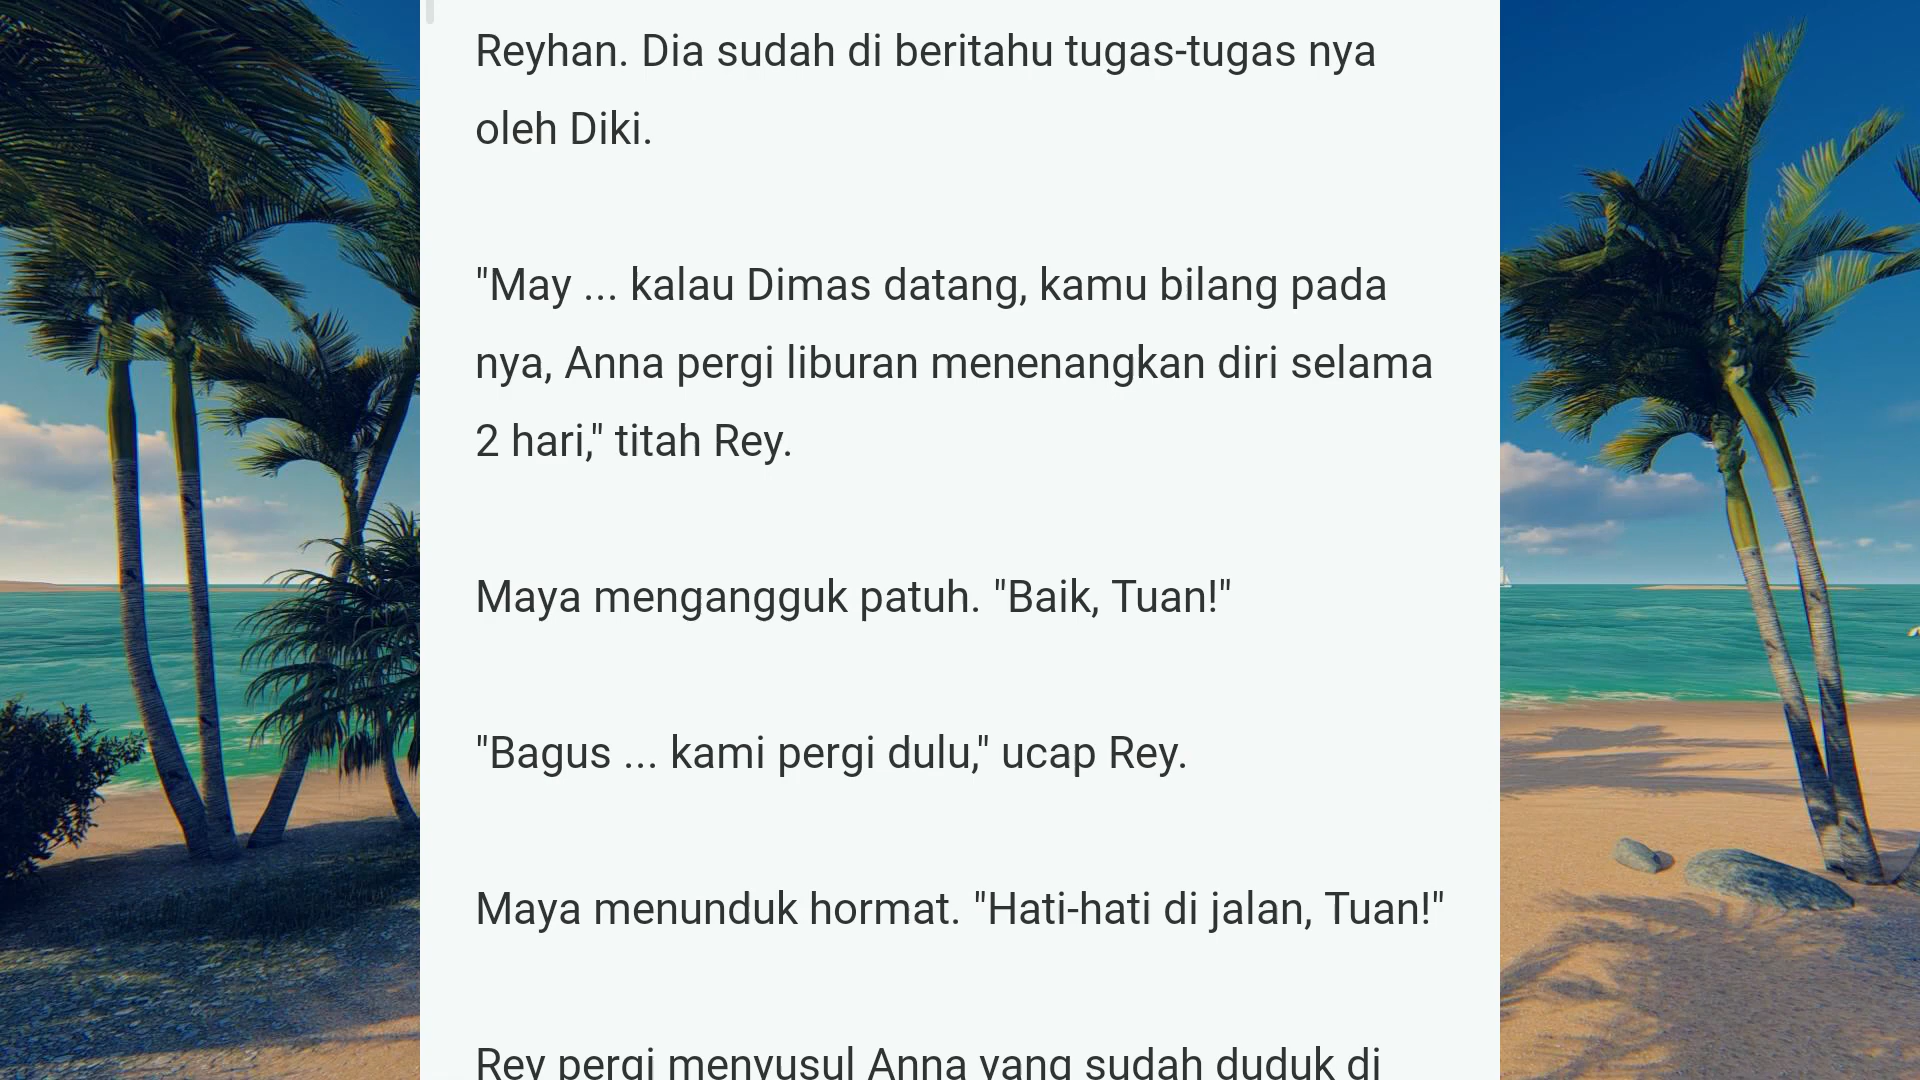 Reyhan. Dia sudah di beritahu tugas-tugas nya
oleh Diki.
"May ... kalau Dimas datang, kamu bilang pada
nya, Anna pergi liburan menenangkan diri selama
2 hari," titah Rey.
Maya mengangguk patuh. "Baik, Tuan!"
"Bagus ... kami pergi dulu," ucap Rey.
Maya menunduk hormat. "Hati-hati di jalan, Tuan!"
Rey pergi menyusul Anna yang sudah duduk di